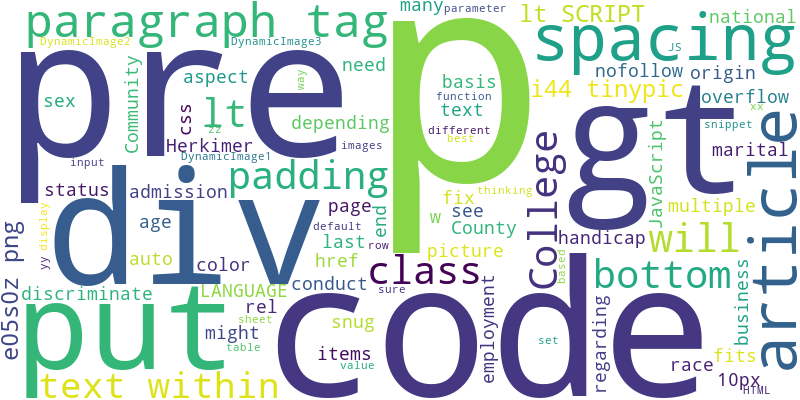 paragraph tag
many
parameter
lt SCRIPT
national
DynamicImage2
DynamicImage3
JS
spacing
pre
p
Community
aspect
way
need
nofollow
origin
sex
css
lt
basis
function
text
i44 tinypic
overflow
gt
zz
depending
different
best
xx
snippet
Herkimer
images
College
JavaScript
marital
article
input
DynamicImage1
div
padding
status
admission
thinking
multiple
age
page
end
w
see
fix
County
handicap
will
e05s0z png
display
yy
default
last
row
picture
auto
color
href
class
based
bottom
business
discriminate
LANGUAGE
conduct
sure
put
code
rel
snug
employment
set
regarding
might
sheet
items
table
value
race
fits
10px
HTML
text within